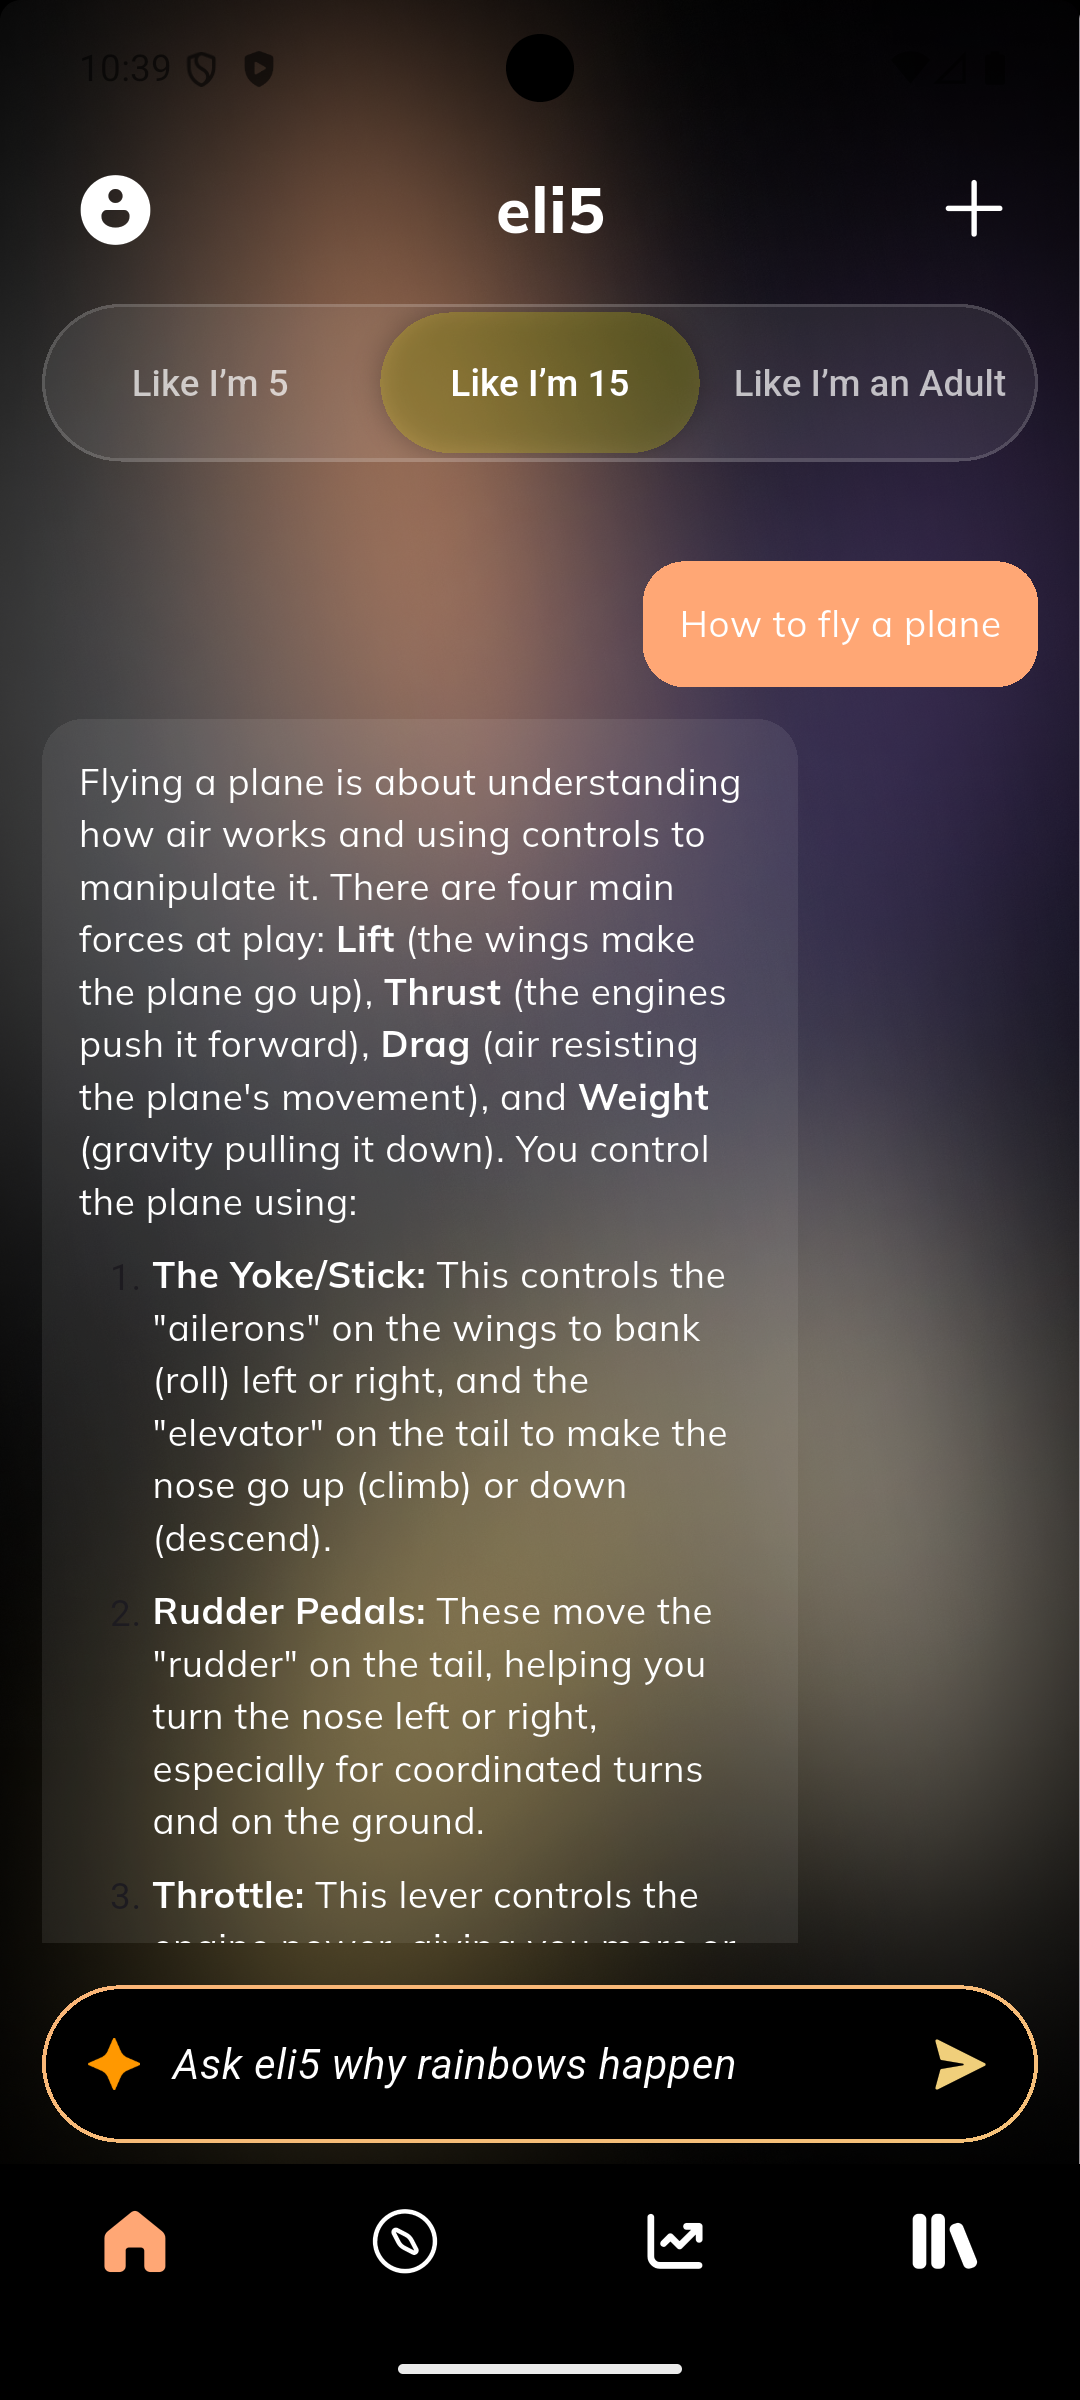 10:39
eli5
Like I’m 5
Like I’m 15
Like I’m an Adult
How to fly a plane
Flying a plane is about understanding
how air works and using controls to
manipulate it. There are four main
forces at play: Lift (the wings make
the plane go up), Thrust (the engines
push it forward), Drag (air resisting
the plane's movement), and Weight
(gravity pulling it down). You control
the plane using:
1. The Yoke/Stick: This controls the
"ailerons" on the wings to bank
(roll) left or right, and the
"elevator" on the tail to make the
nose go up (climb) or down
(descend).
2. Rudder Pedals: These move the
"rudder" on the tail, helping you
turn the nose left or right,
especially for coordinated turns
and on the ground.
3. Throttle: This lever controls the
engine power, giving you more or
Ask eli5 why rainbows happen